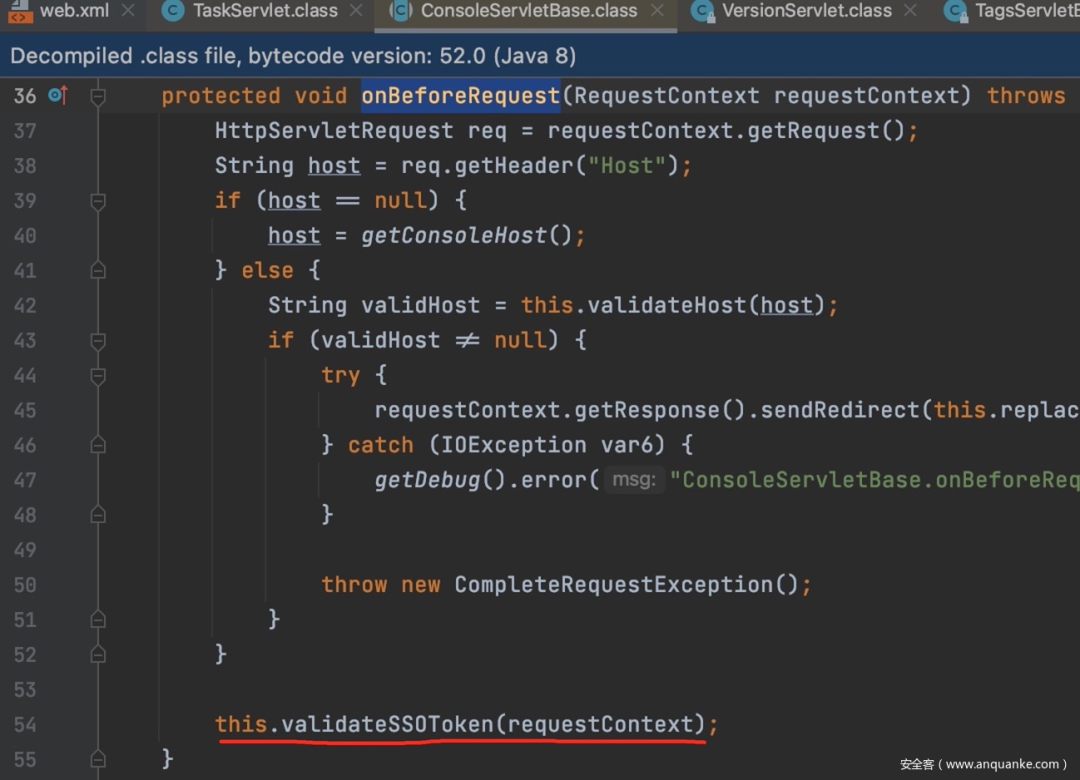 web.xml × TaskServlet.class × ConsoleServletBase.class × VersionServlet.class × TagsServletB
Decompiled .class file, bytecode version: 52.0 (Java 8)
36 protected void onBeforeRequest(RequestContext requestContext) throws
37 HttpServletRequest req = requestContext.getRequest();
38 String host = req.getHeader("Host");
39 if (host == null) {
40 host = getConsoleHost();
41 } else {
42 String validHost = this.validateHost(host);
43 if (validHost != null) {
44 try {
45 requestContext.getResponse().sendRedirect(this.replac
46 } catch (IOException var6) {
47 getDebug().error( msg: "ConsoleServletBase.onBeforeReq
48 }
49
50 throw new CompleteRequestException();
51 }
52 }
53
54 this.validateSSOToken(requestContext);
55 }
安全客（www.anquanke.com）